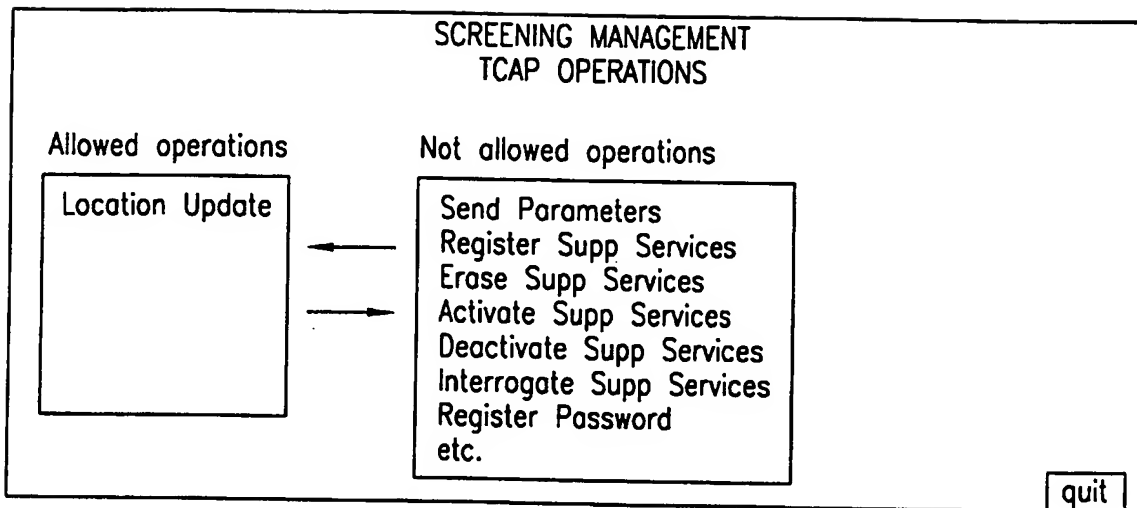 SCREENING MANAGEMENT
TCAP OPERATIONS
Allowed operations
Location Update
Not allowed operations
Send Parameters
Register Supp Services
Erase Supp Services
Activate Supp Services
Deactivate Supp Services
Interrogate Supp Services
Register Password
etc.
quit